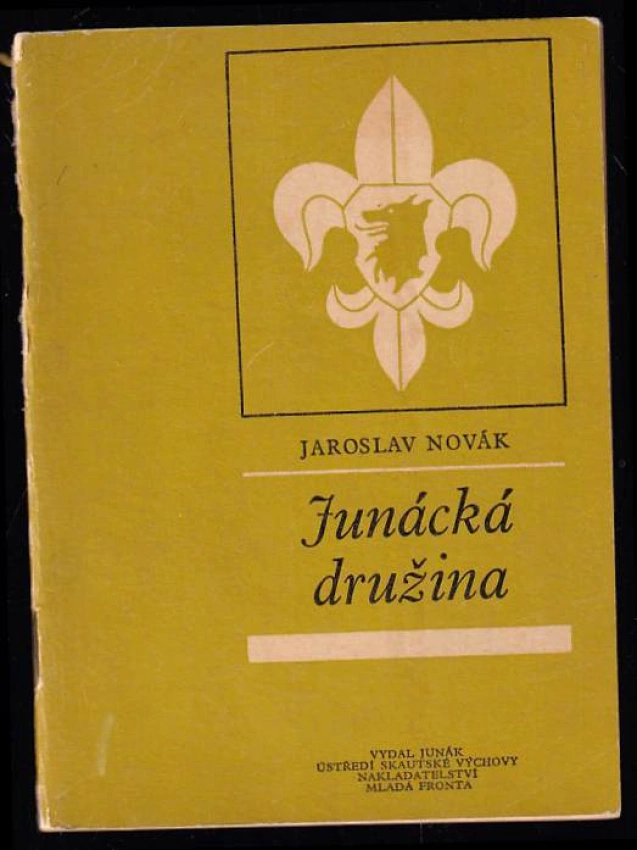 JAROSLAV NOVÁK
Junácká
družina
VYDAL JUNÁK
ÚSTŘEDÍ SKAUTSKÉ VÝCHOVY
NAKLADATELSTVÍ
MLADÁ FRONTA